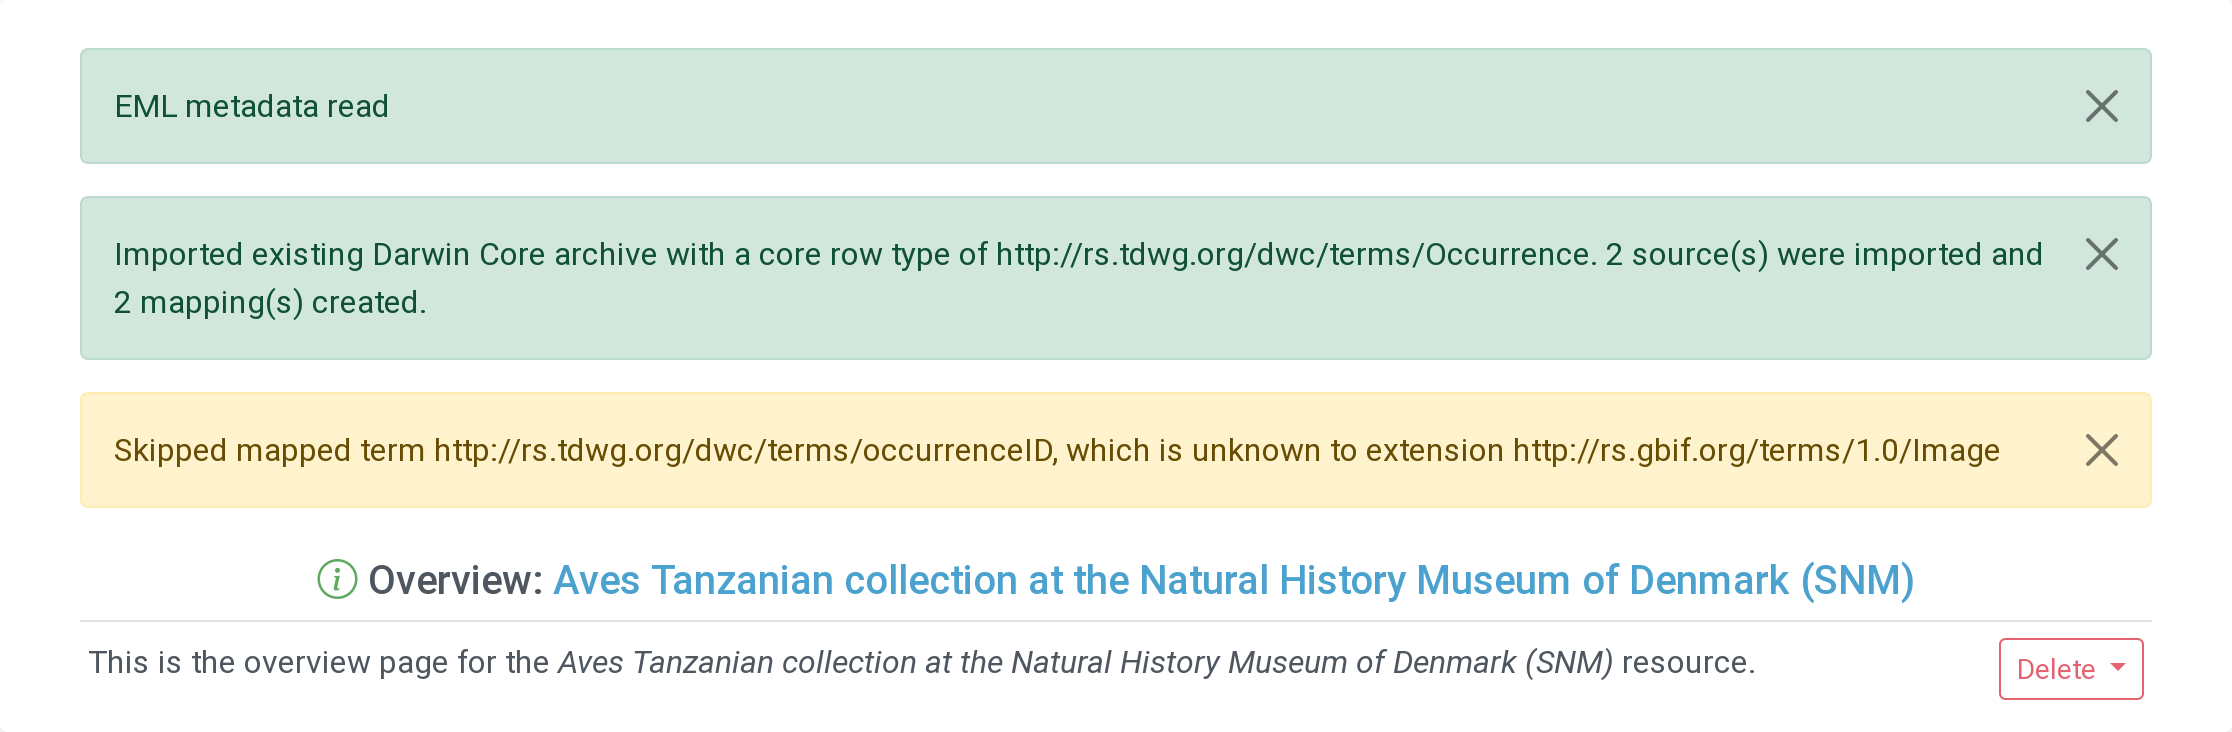 EML metadata read
Imported existing Darwin Core archive with a core row type of http://rs.tdwg.org/dwc/terms/Occurrence. 2 source(s) were imported and
2 mapping(s) created.
Skipped mapped term http://rs.tdwg.org/dwc/terms/occurrenceID, which is unknown to extension http://rs.gbif.org/terms/1.0/Image
Overview: Aves Tanzanian collection at the Natural History Museum of Denmark (SNM)
This is the overview page for the Aves Tanzanian collection at the Natural History Museum of Denmark (SNM) resource.
Delete